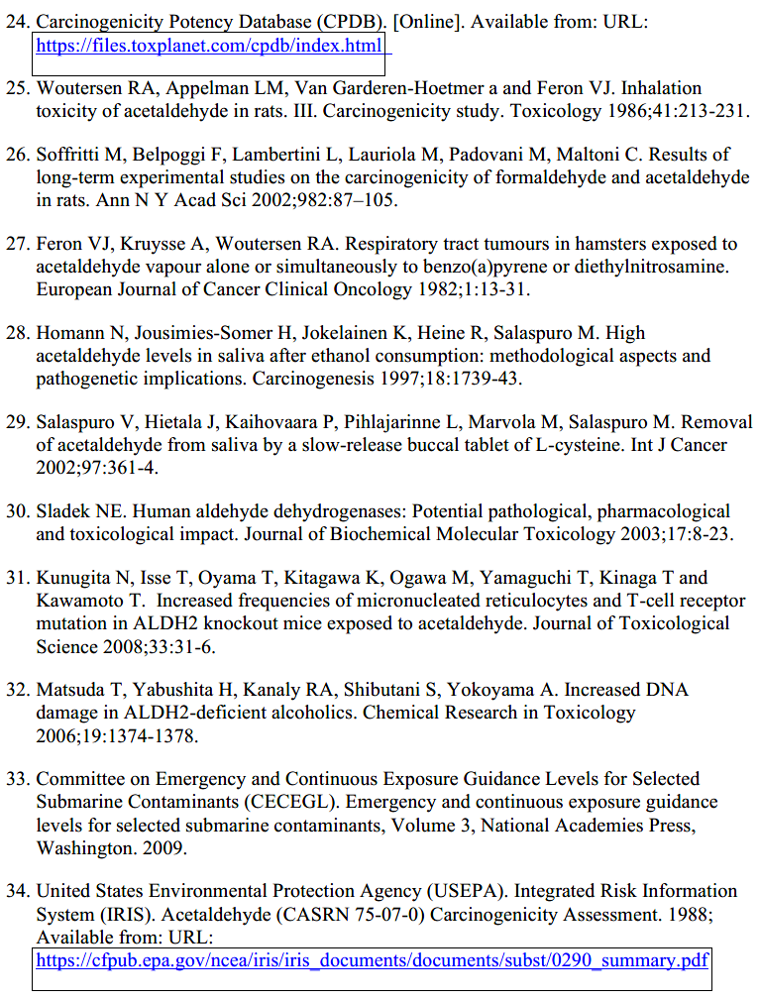 24. Carcinogenicity Potency Database (CPDB). [Online]. Available from: URL:
https://files.toxplanet.com/cpdb/index.html
25. Woutersen RA, Appelman LM, Van Garderen-Hoetmer a and Feron VJ. Inhalation
toxicity of acetaldehyde in rats. III. Carcinogenicity study. Toxicology 1986;41:213-231.
26. Soffritti M, Belpoggi F, Lambertini L, Lauriola M, Padovani M, Maltoni C. Results of
long-term experimental studies on the carcinogenicity of formaldehyde and acetaldehyde
in rats. Ann N Y Acad Sci 2002;982:87–105.
27. Feron VJ, Kruysse A, Woutersen RA. Respiratory tract tumours in hamsters exposed to
acetaldehyde vapour alone or simultaneously to benzo(a)pyrene or diethylnitrosamine.
European Journal of Cancer Clinical Oncology 1982;1:13-31.
28. Homann N, Jousimies-Somer H, Jokelainen K, Heine R, Salaspuro M. High
acetaldehyde levels in saliva after ethanol consumption: methodological aspects and
pathogenetic implications. Carcinogenesis 1997;18:1739-43.
29. Salaspuro V, Hietala J, Kaihovaara P, Pihlajarinne L, Marvola M, Salaspuro M. Removal
of acetaldehyde from saliva by a slow-release buccal tablet of L-cysteine. Int J Cancer
2002;97:361-4.
30. Sladek NE. Human aldehyde dehydrogenases: Potential pathological, pharmacological
and toxicological impact. Journal of Biochemical Molecular Toxicology 2003;17:8-23.
31. Kunugita N, Isse T, Oyama T, Kitagawa K, Ogawa M, Yamaguchi T, Kinaga T and
Kawamoto T.  Increased frequencies of micronucleated reticulocytes and T-cell receptor
mutation in ALDH2 knockout mice exposed to acetaldehyde. Journal of Toxicological
Science 2008;33:31-6.
32. Matsuda T, Yabushita H, Kanaly RA, Shibutani S, Yokoyama A. Increased DNA
damage in ALDH2-deficient alcoholics. Chemical Research in Toxicology
2006;19:1374-1378.
33. Committee on Emergency and Continuous Exposure Guidance Levels for Selected
Submarine Contaminants (CECEGL). Emergency and continuous exposure guidance
levels for selected submarine contaminants, Volume 3, National Academies Press,
Washington. 2009.
34. United States Environmental Protection Agency (USEPA). Integrated Risk Information
System (IRIS). Acetaldehyde (CASRN 75-07-0) Carcinogenicity Assessment. 1988;
Available from: URL:
https://cfpub.epa.gov/ncea/iris/iris_documents/documents/subst/0290_summary.pdf